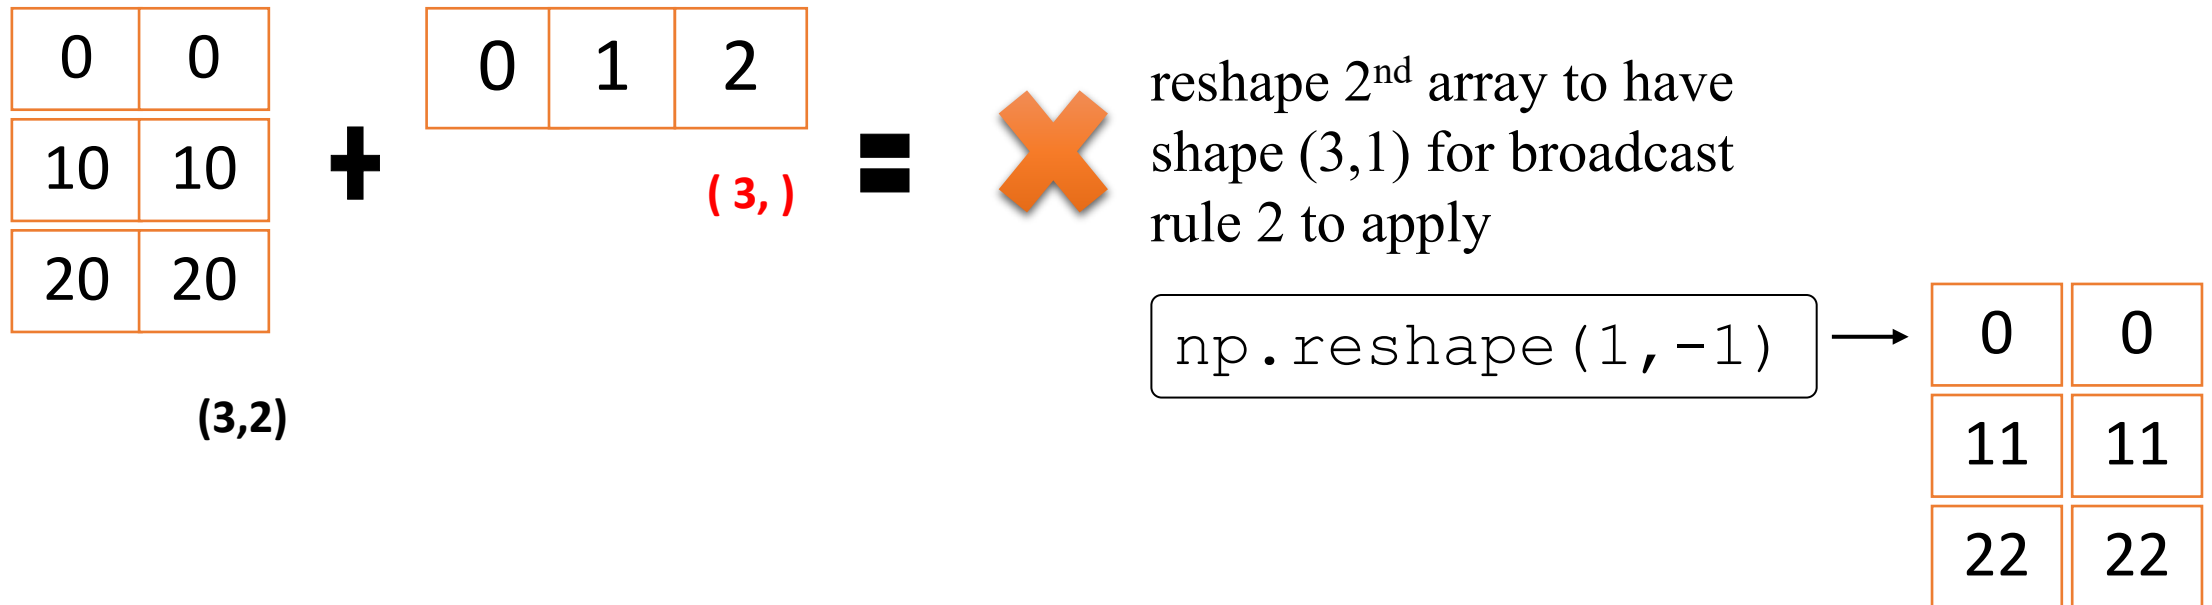 0 0
10 10
20 20
(3,2)
+
0 1 2
( 3, )
=
reshape 2nd array to have
shape (3,1) for broadcast
rule 2 to apply
np.reshape(1,-1)
0 0
11 11
22 22